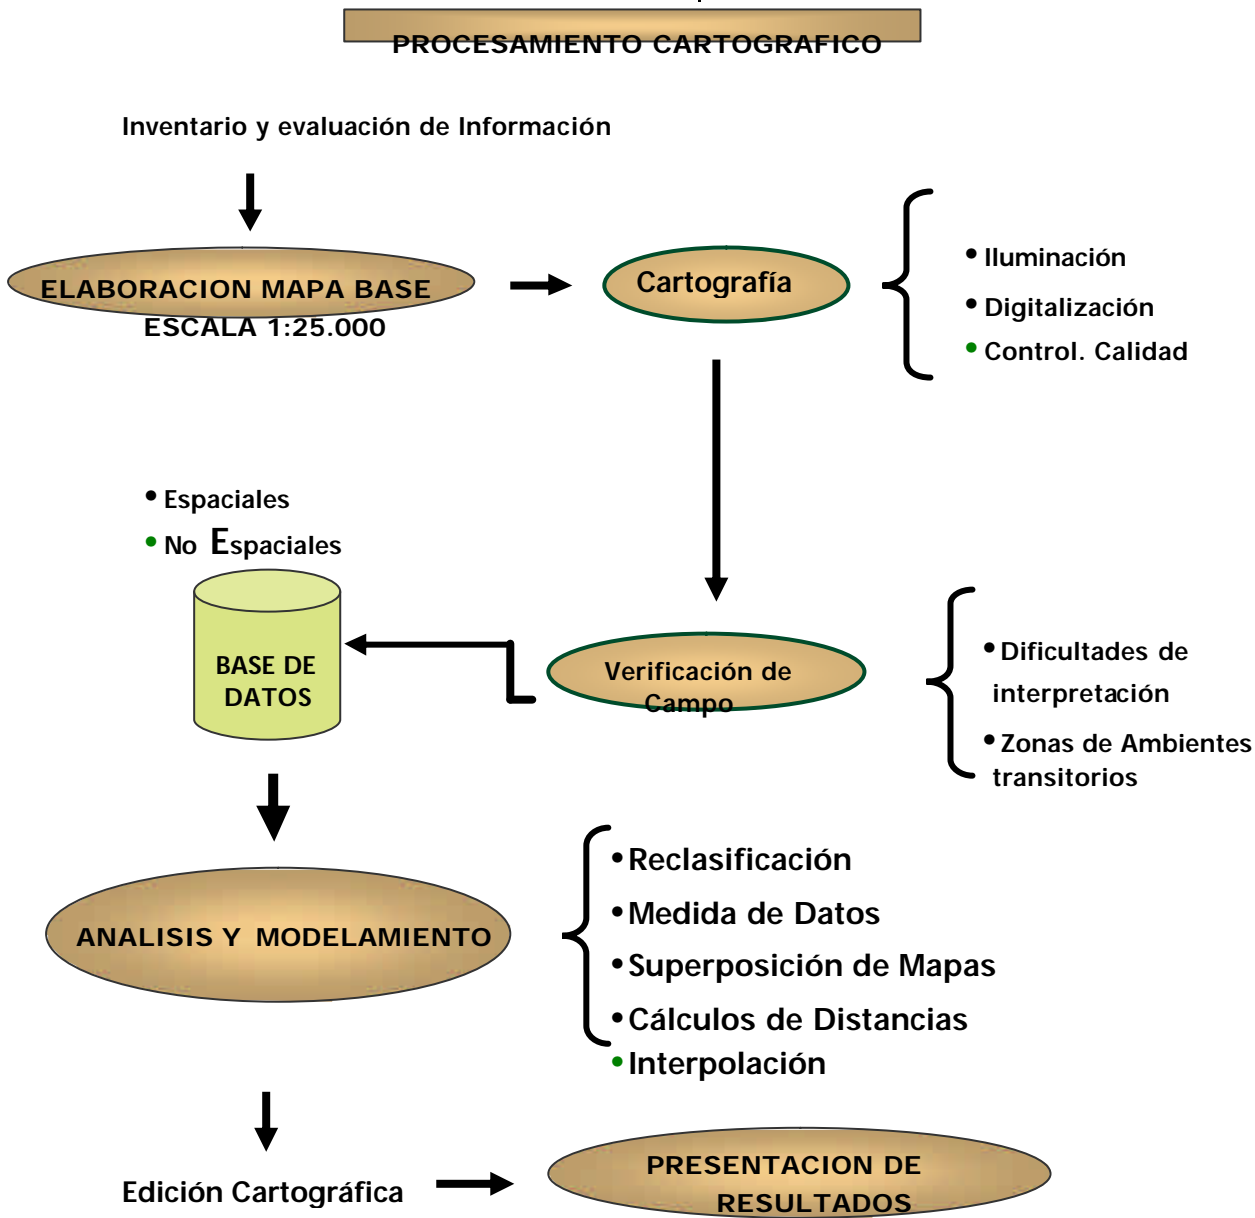 PROCESAMIENTO CARTOGRAFICO
Inventario y evaluación de Información
ELABORACION MAPA BASE
ESCALA 1:25.000
Cartografía
• Iluminación
• Digitalización
• Control. Calidad
• Espaciales
• No Espaciales
BASE DE
DATOS
Verificación de
Campo
• Dificultades de
interpretación
• Zonas de Ambientes
transitorios
ANALISIS Y MODELAMIENTO
• Reclasificación
• Medida de Datos
• Superposición de Mapas
• Cálculos de Distancias
• Interpolación
Edición Cartográfica
PRESENTACION DE
RESULTADOS